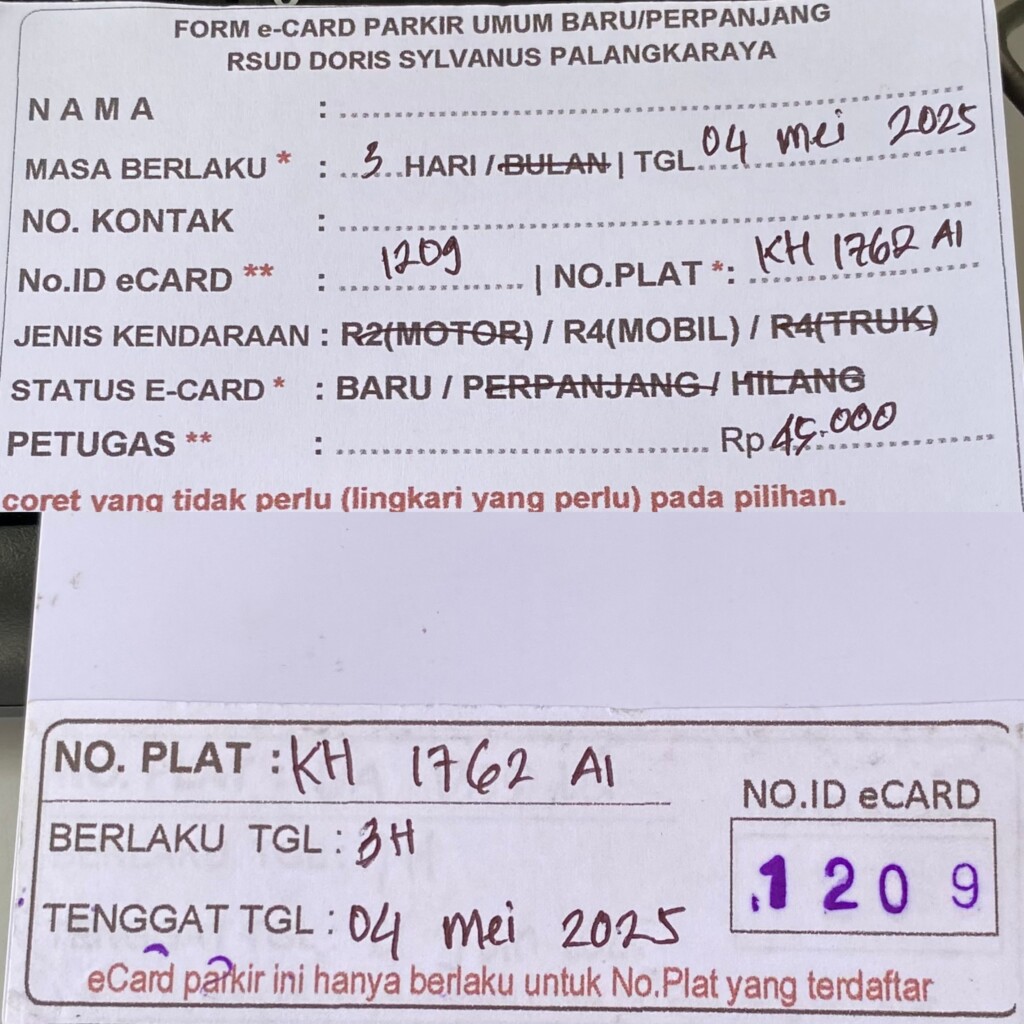 FORM e-CARD PARKIR UMUM BARU/PERPANJANG
RSUD DORIS SYLVANUS PALANGKARAYA
N A M A :
MASA BERLAKU * : 3 HARI / BULAN | TGL 04 Mei 2025
NO. KONTAK :
No.ID eCARD ** : 1209 | NO.PLAT *: KH 1762 AI
JENIS KENDARAAN : R2(MOTOR) / R4(MOBIL) / R4(TRUK)
STATUS E-CARD * : BARU / PERPANJANG / HILANG
PETUGAS ** : Rp 45.000
coret yang tidak perlu (lingkari yang perlu) pada pilihan.
NO. PLAT : KH 1762 AI
BERLAKU TGL : 3H
TENGGAT TGL : 04 Mei 2025
NO.ID eCARD
1209
eCard parkir ini hanya berlaku untuk No.Plat yang terdaftar